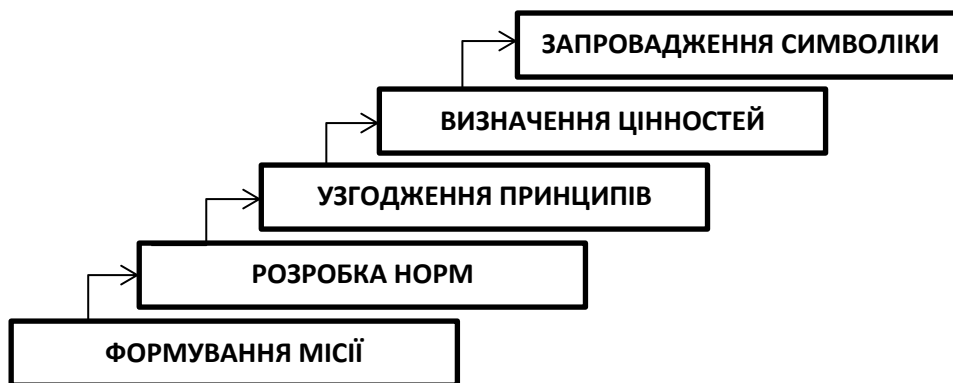 ЗАПРОВАДЖЕННЯ СИМВОЛІКИ
ВИЗНАЧЕННЯ ЦІННОСТЕЙ
УЗГОДЖЕННЯ ПРИНЦИПІВ
РОЗРОБКА НОРМ
ФОРМУВАННЯ МІСІЇ